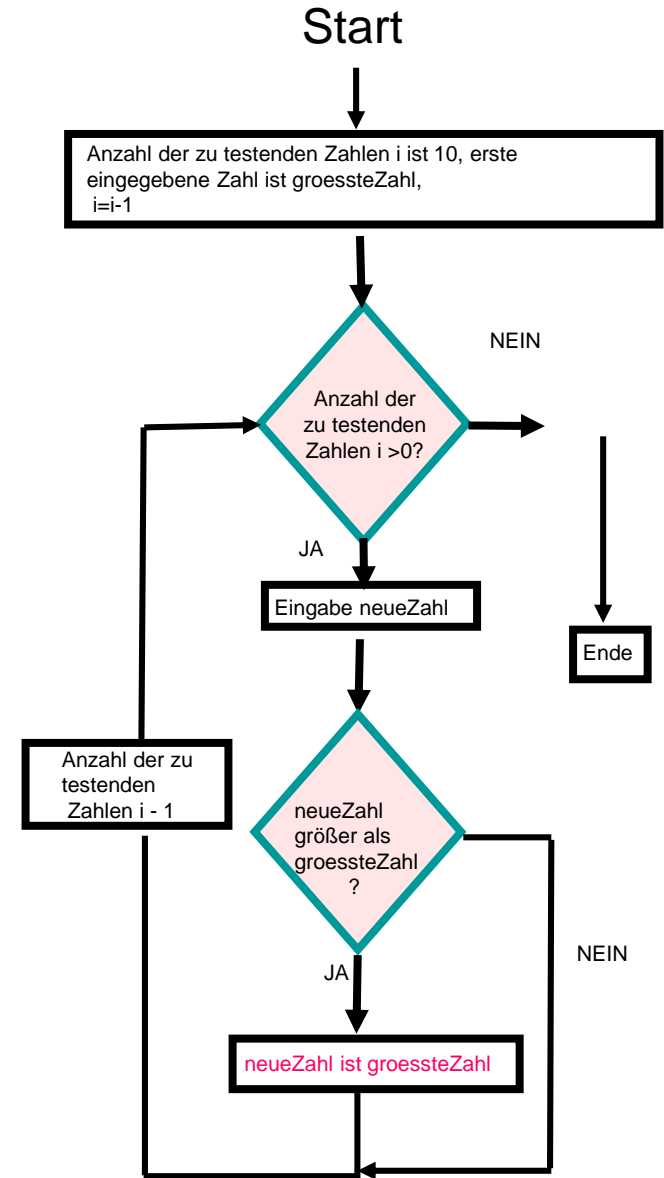 Start
Anzahl der zu testenden Zahlen i ist 10, erste
eingegebene Zahl ist groessteZahl,
i=i-1
NEIN
Anzahl der
zu testenden
Zahlen i >0?
JA
Eingabe neueZahl
Ende
Anzahl der zu
testenden
Zahlen i - 1
neueZahl
größer als
groessteZahl
?
NEIN
JA
neueZahl ist groessteZahl